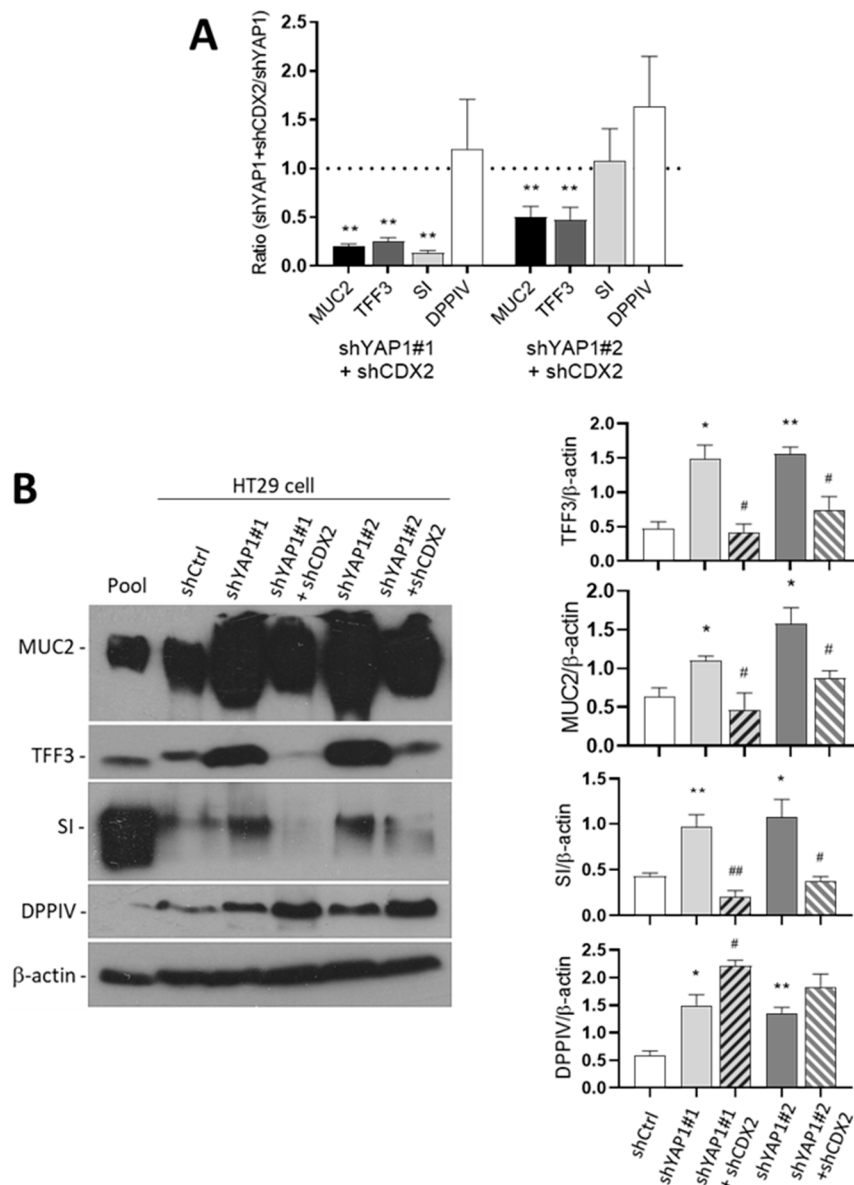 A
Ratio (shYAP1+shCDX2/shYAP1)
2.5
2.0
1.5
1.0
0.5
0.0
** ** ** ** **
MUC2 TFF3 SI DPPIV MUC2 TFF3 SI DPPIV
shYAP1#1 shYAP1#2
+ shCDX2 + shCDX2
B
HT29 cell
Pool shCtrl shYAP1#1 shYAP1#1 + shCDX2 shYAP1#2 shYAP1#2 +shCDX2
MUC2 -
TFF3 -
SI -
DPPIV -
β-actin -
TFF3/β-actin
2.0
1.5
1.0
0.5
0.0
* # ** #
MUC2/β-actin
2.0
1.5
1.0
0.5
0.0
* # * #
SI/β-actin
1.5
1.0
0.5
0.0
** ## * #
DPPIV/β-actin
2.5
2.0
1.5
1.0
0.5
0.0
* # **
shCtrl shYAP1#1 shYAP1#1 + shCDX2 shYAP1#2 shYAP1#2 +shCDX2